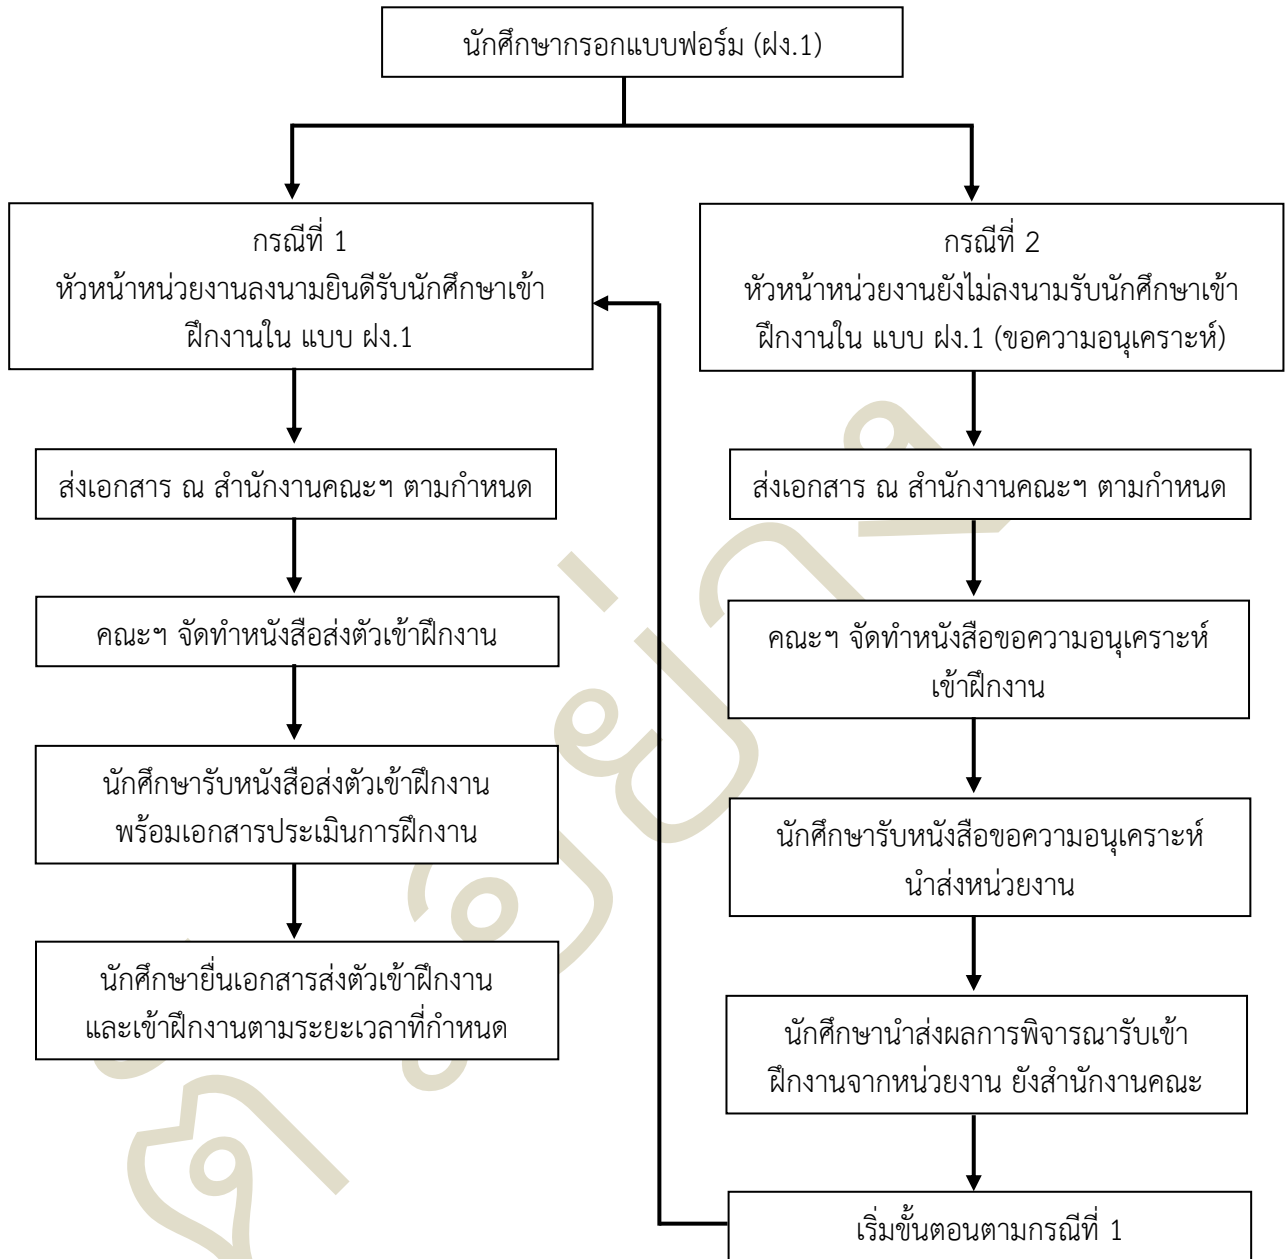 นักศึกษากรอกแบบฟอร์ม (ฝง.1)
กรณีที่ 1
หัวหน้าหน่วยงานลงนามยินดีรับนักศึกษาเข้า
ฝึกงานใน แบบ ฝง.1
ส่งเอกสาร ณ สำนักงานคณะฯ ตามกำหนด
คณะฯ จัดทำหนังสือส่งตัวเข้าฝึกงาน
นักศึกษารับหนังสือส่งตัวเข้าฝึกงาน
พร้อมเอกสารประเมินการฝึกงาน
นักศึกษายื่นเอกสารส่งตัวเข้าฝึกงาน
และเข้าฝึกงานตามระยะเวลาที่กำหนด
กรณีที่ 2
หัวหน้าหน่วยงานยังไม่ลงนามรับนักศึกษาเข้า
ฝึกงานใน แบบ ฝง.1 (ขอความอนุเคราะห์)
ส่งเอกสาร ณ สำนักงานคณะฯ ตามกำหนด
คณะฯ จัดทำหนังสือขอความอนุเคราะห์
เข้าฝึกงาน
นักศึกษารับหนังสือขอความอนุเคราะห์
นำส่งหน่วยงาน
นักศึกษานำส่งผลการพิจารณารับเข้า
ฝึกงานจากหน่วยงาน ยังสำนักงานคณะ
เริ่มขั้นตอนตามกรณีที่ 1
ตัวอย่าง